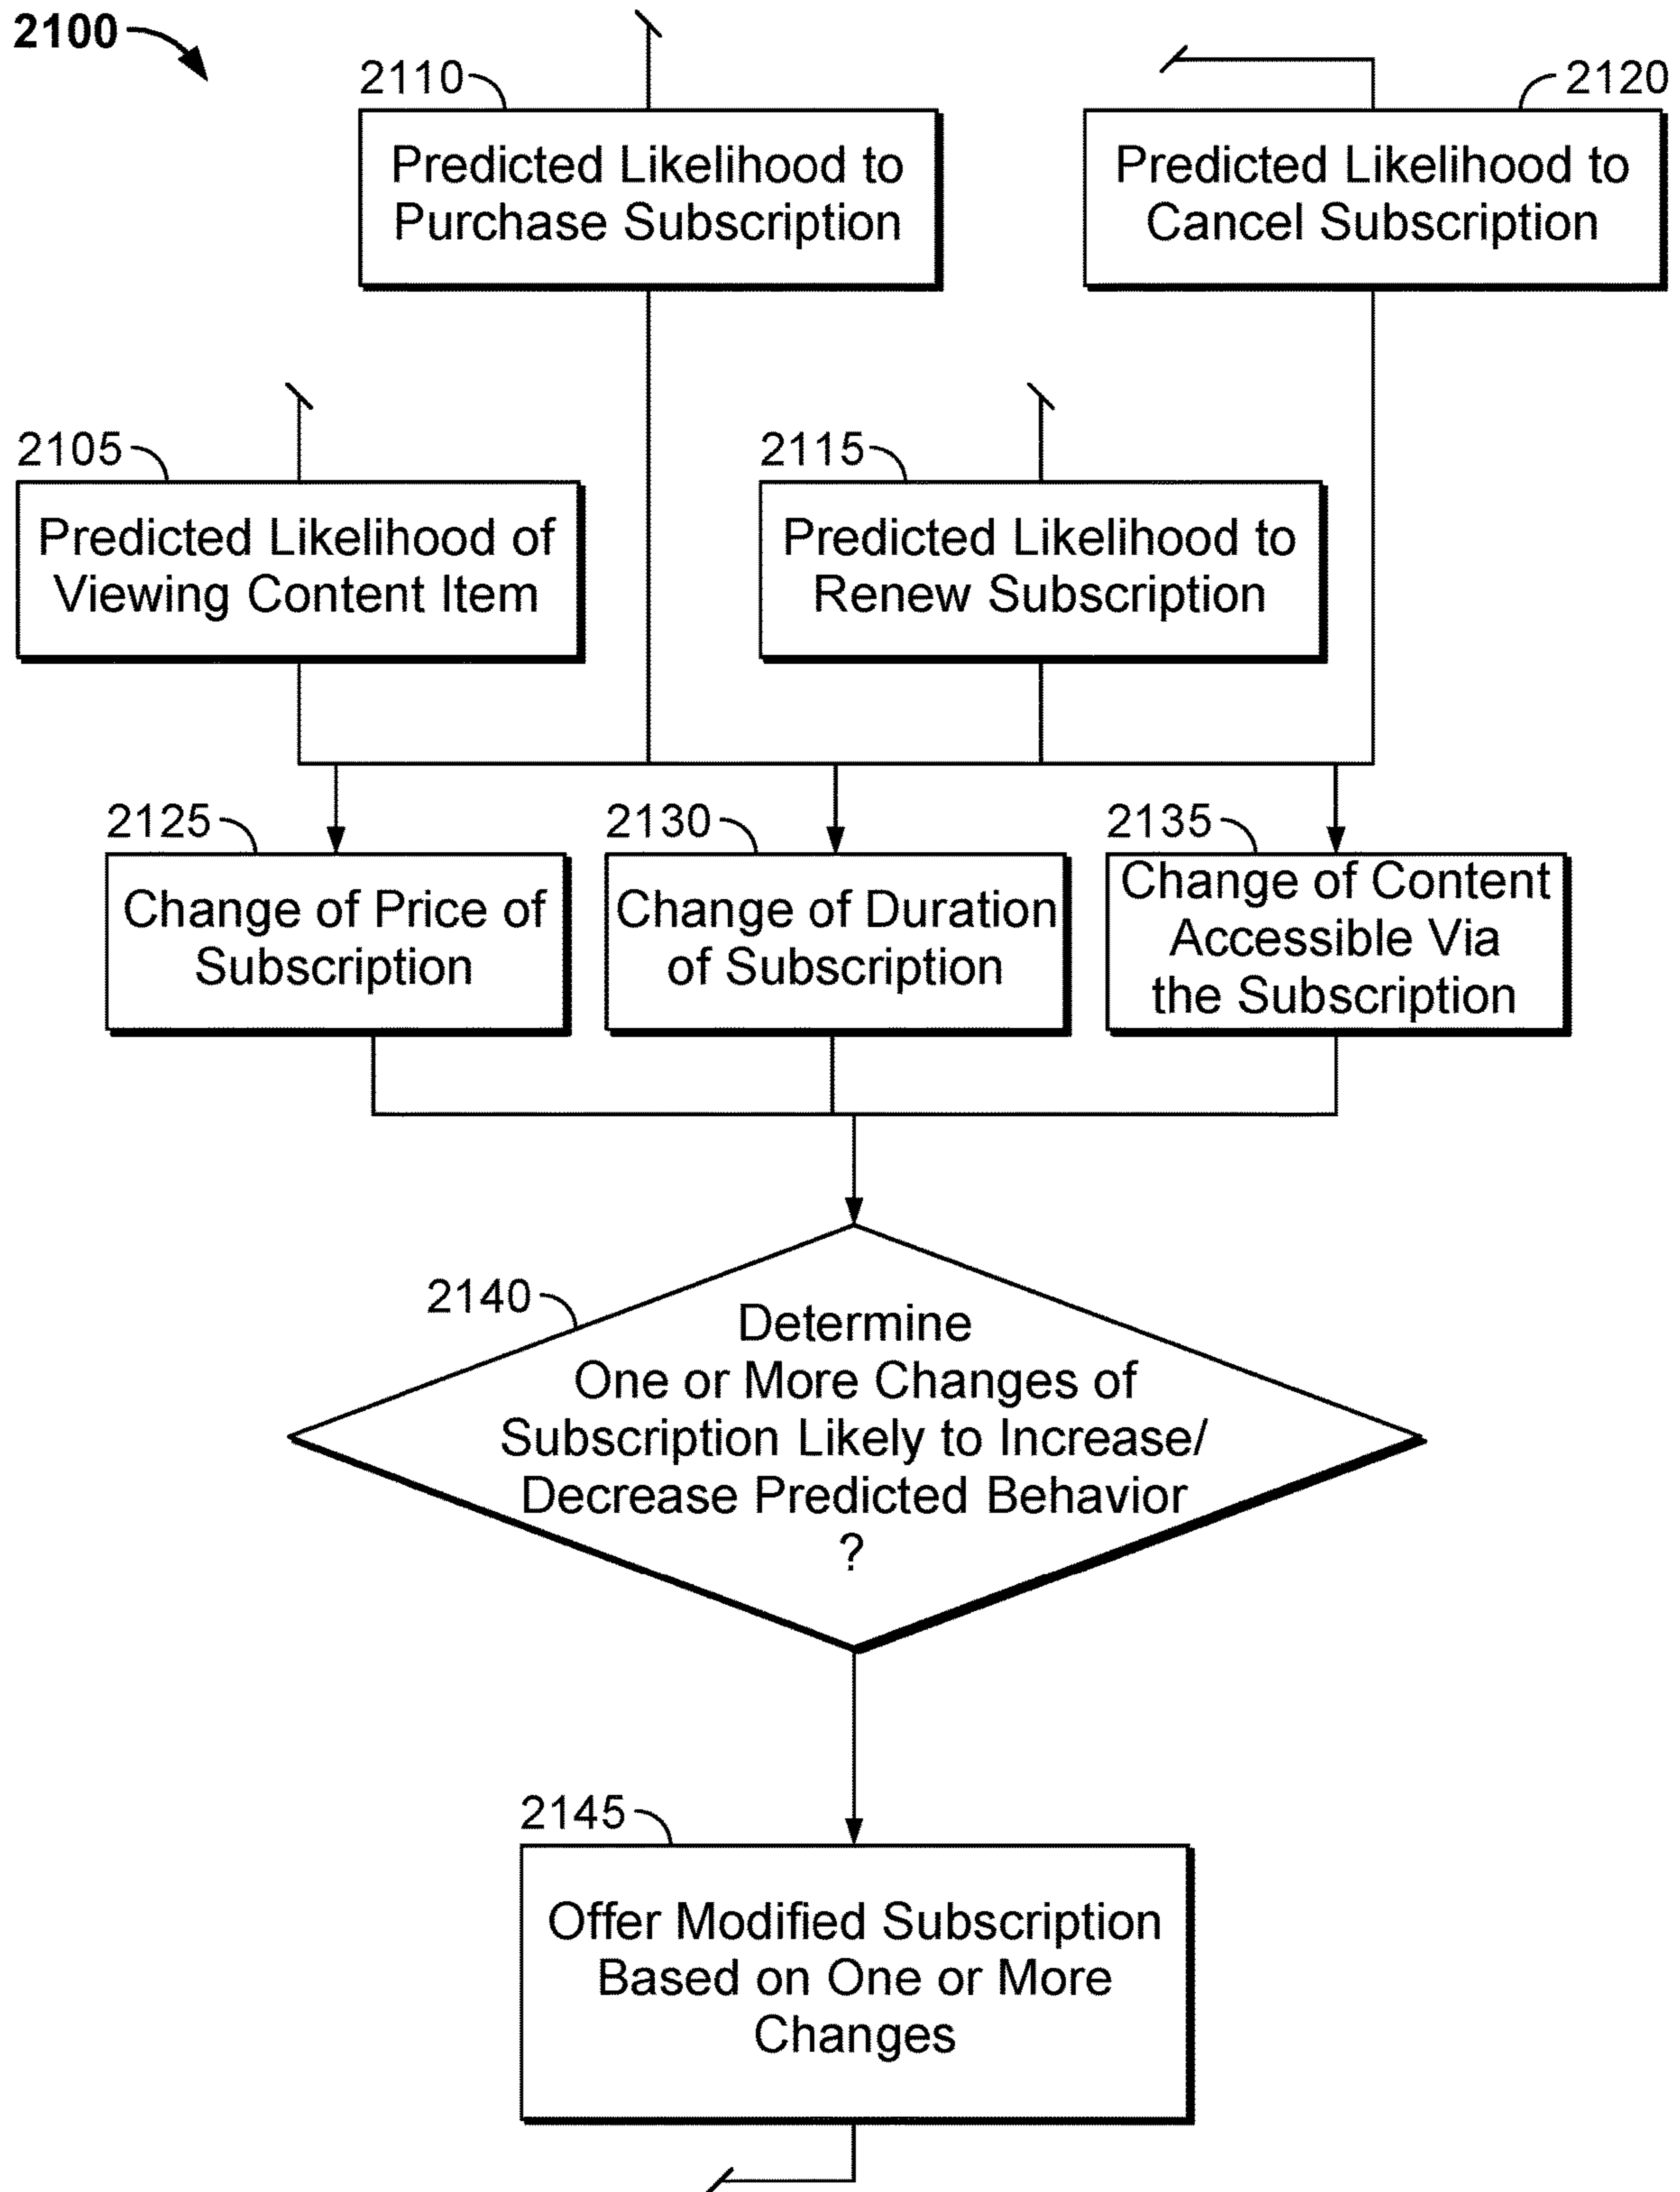 2100
2110
Predicted Likelihood to
Purchase Subscription
2120
Predicted Likelihood to
Cancel Subscription
2105
Predicted Likelihood of
Viewing Content Item
2115
Predicted Likelihood to
Renew Subscription
2125
Change of Price of
Subscription
2130
Change of Duration
of Subscription
2135
Change of Content
Accessible Via
the Subscription
2140
Determine
One or More Changes of
Subscription Likely to Increase/
Decrease Predicted Behavior
?
2145
Offer Modified Subscription
Based on One or More
Changes